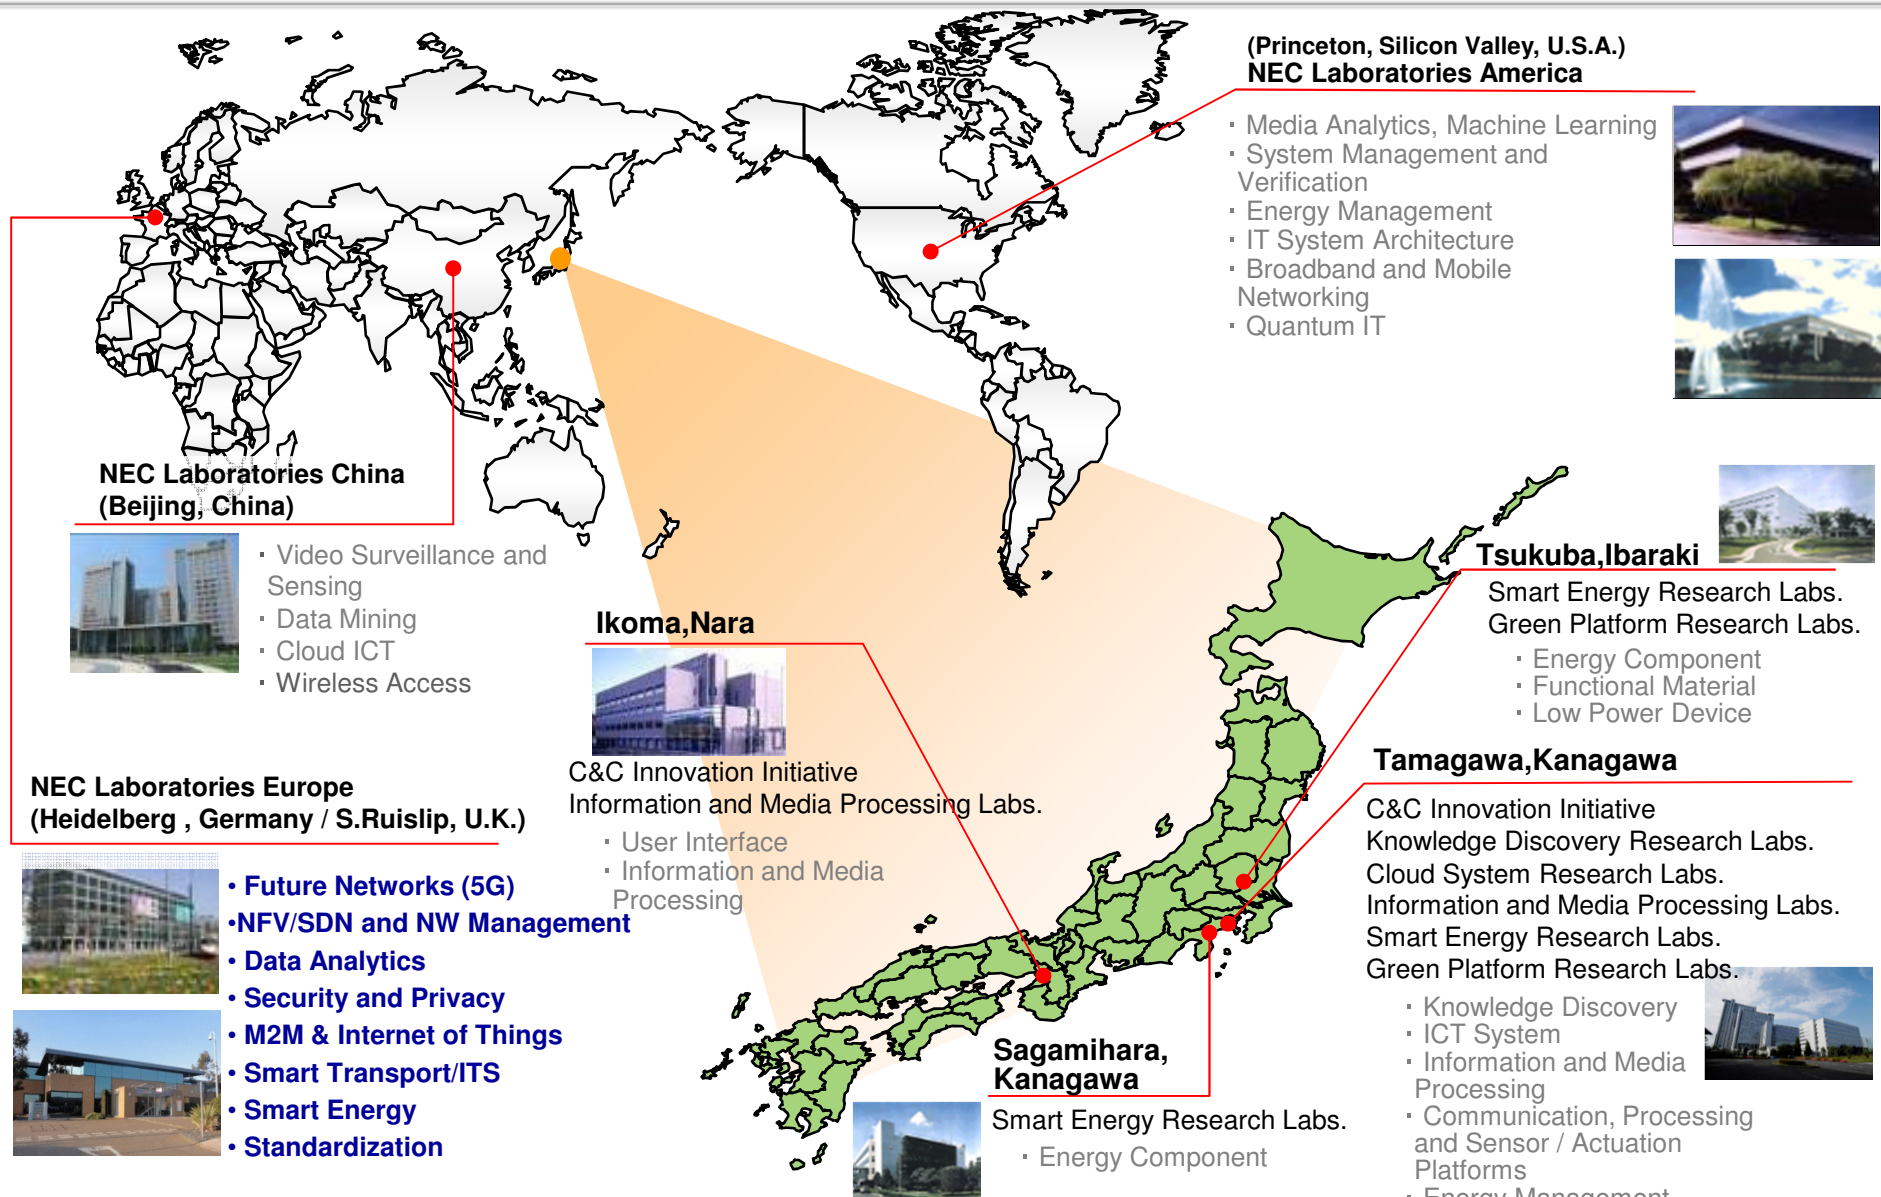 (Princeton, Silicon Valley, U.S.A.)
NEC Laboratories America
· Media Analytics, Machine Learning
· System Management and
Verification
· Energy Management
· IT System Architecture
· Broadband and Mobile
Networking
· Quantum IT
NEC Laboratories China
(Beijing, China)
· Video Surveillance and
Sensing
· Data Mining
· Cloud ICT
· Wireless Access
NEC Laboratories Europe
(Heidelberg , Germany / S.Ruislip, U.K.)
• Future Networks (5G)
•NFV/SDN and NW Management
• Data Analytics
• Security and Privacy
• M2M & Internet of Things
• Smart Transport/ITS
• Smart Energy
• Standardization
Ikoma,Nara
C&C Innovation Initiative
Information and Media Processing Labs.
· User Interface
· Information and Media
Processing
Sagamihara,
Kanagawa
Smart Energy Research Labs.
· Energy Component
Tsukuba,Ibaraki
Smart Energy Research Labs.
Green Platform Research Labs.
· Energy Component
· Functional Material
· Low Power Device
Tamagawa,Kanagawa
C&C Innovation Initiative
Knowledge Discovery Research Labs.
Cloud System Research Labs.
Information and Media Processing Labs.
Smart Energy Research Labs.
Green Platform Research Labs.
· Knowledge Discovery
· ICT System
· Information and Media
Processing
· Communication, Processing
and Sensor / Actuation
Platforms
· Energy Management